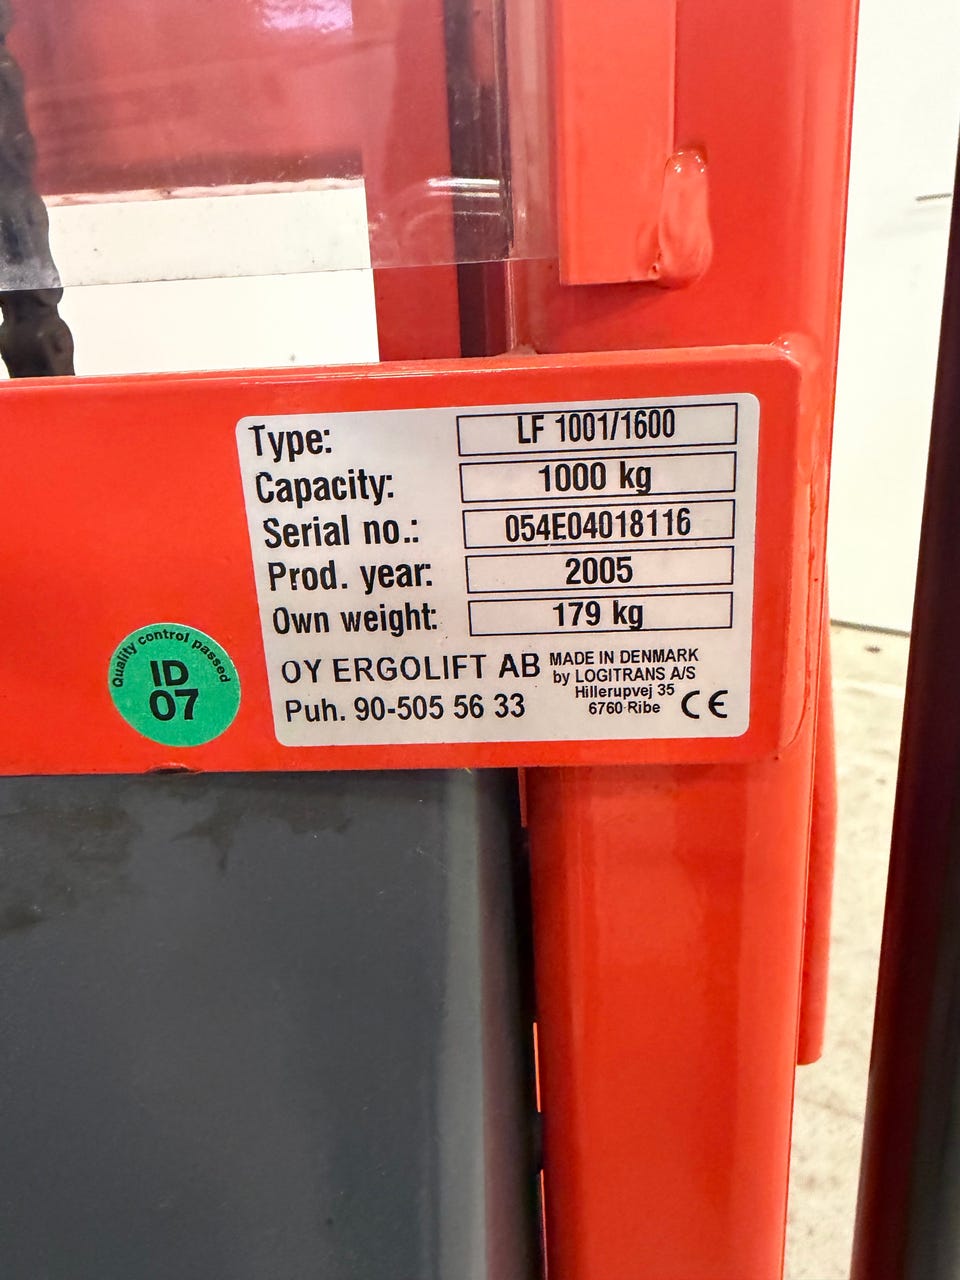 Type: LF 1001/1600
Capacity: 1000 kg
Serial no.: 054E04018116
Prod. year: 2005
Own weight: 179 kg
OY ERGOLIFT AB
Puh. 90-505 56 33
MADE IN DENMARK
by LOGITRANS A/S
Hillerupvej 35
6760 Ribe
CE
Quality control passed
ID
07